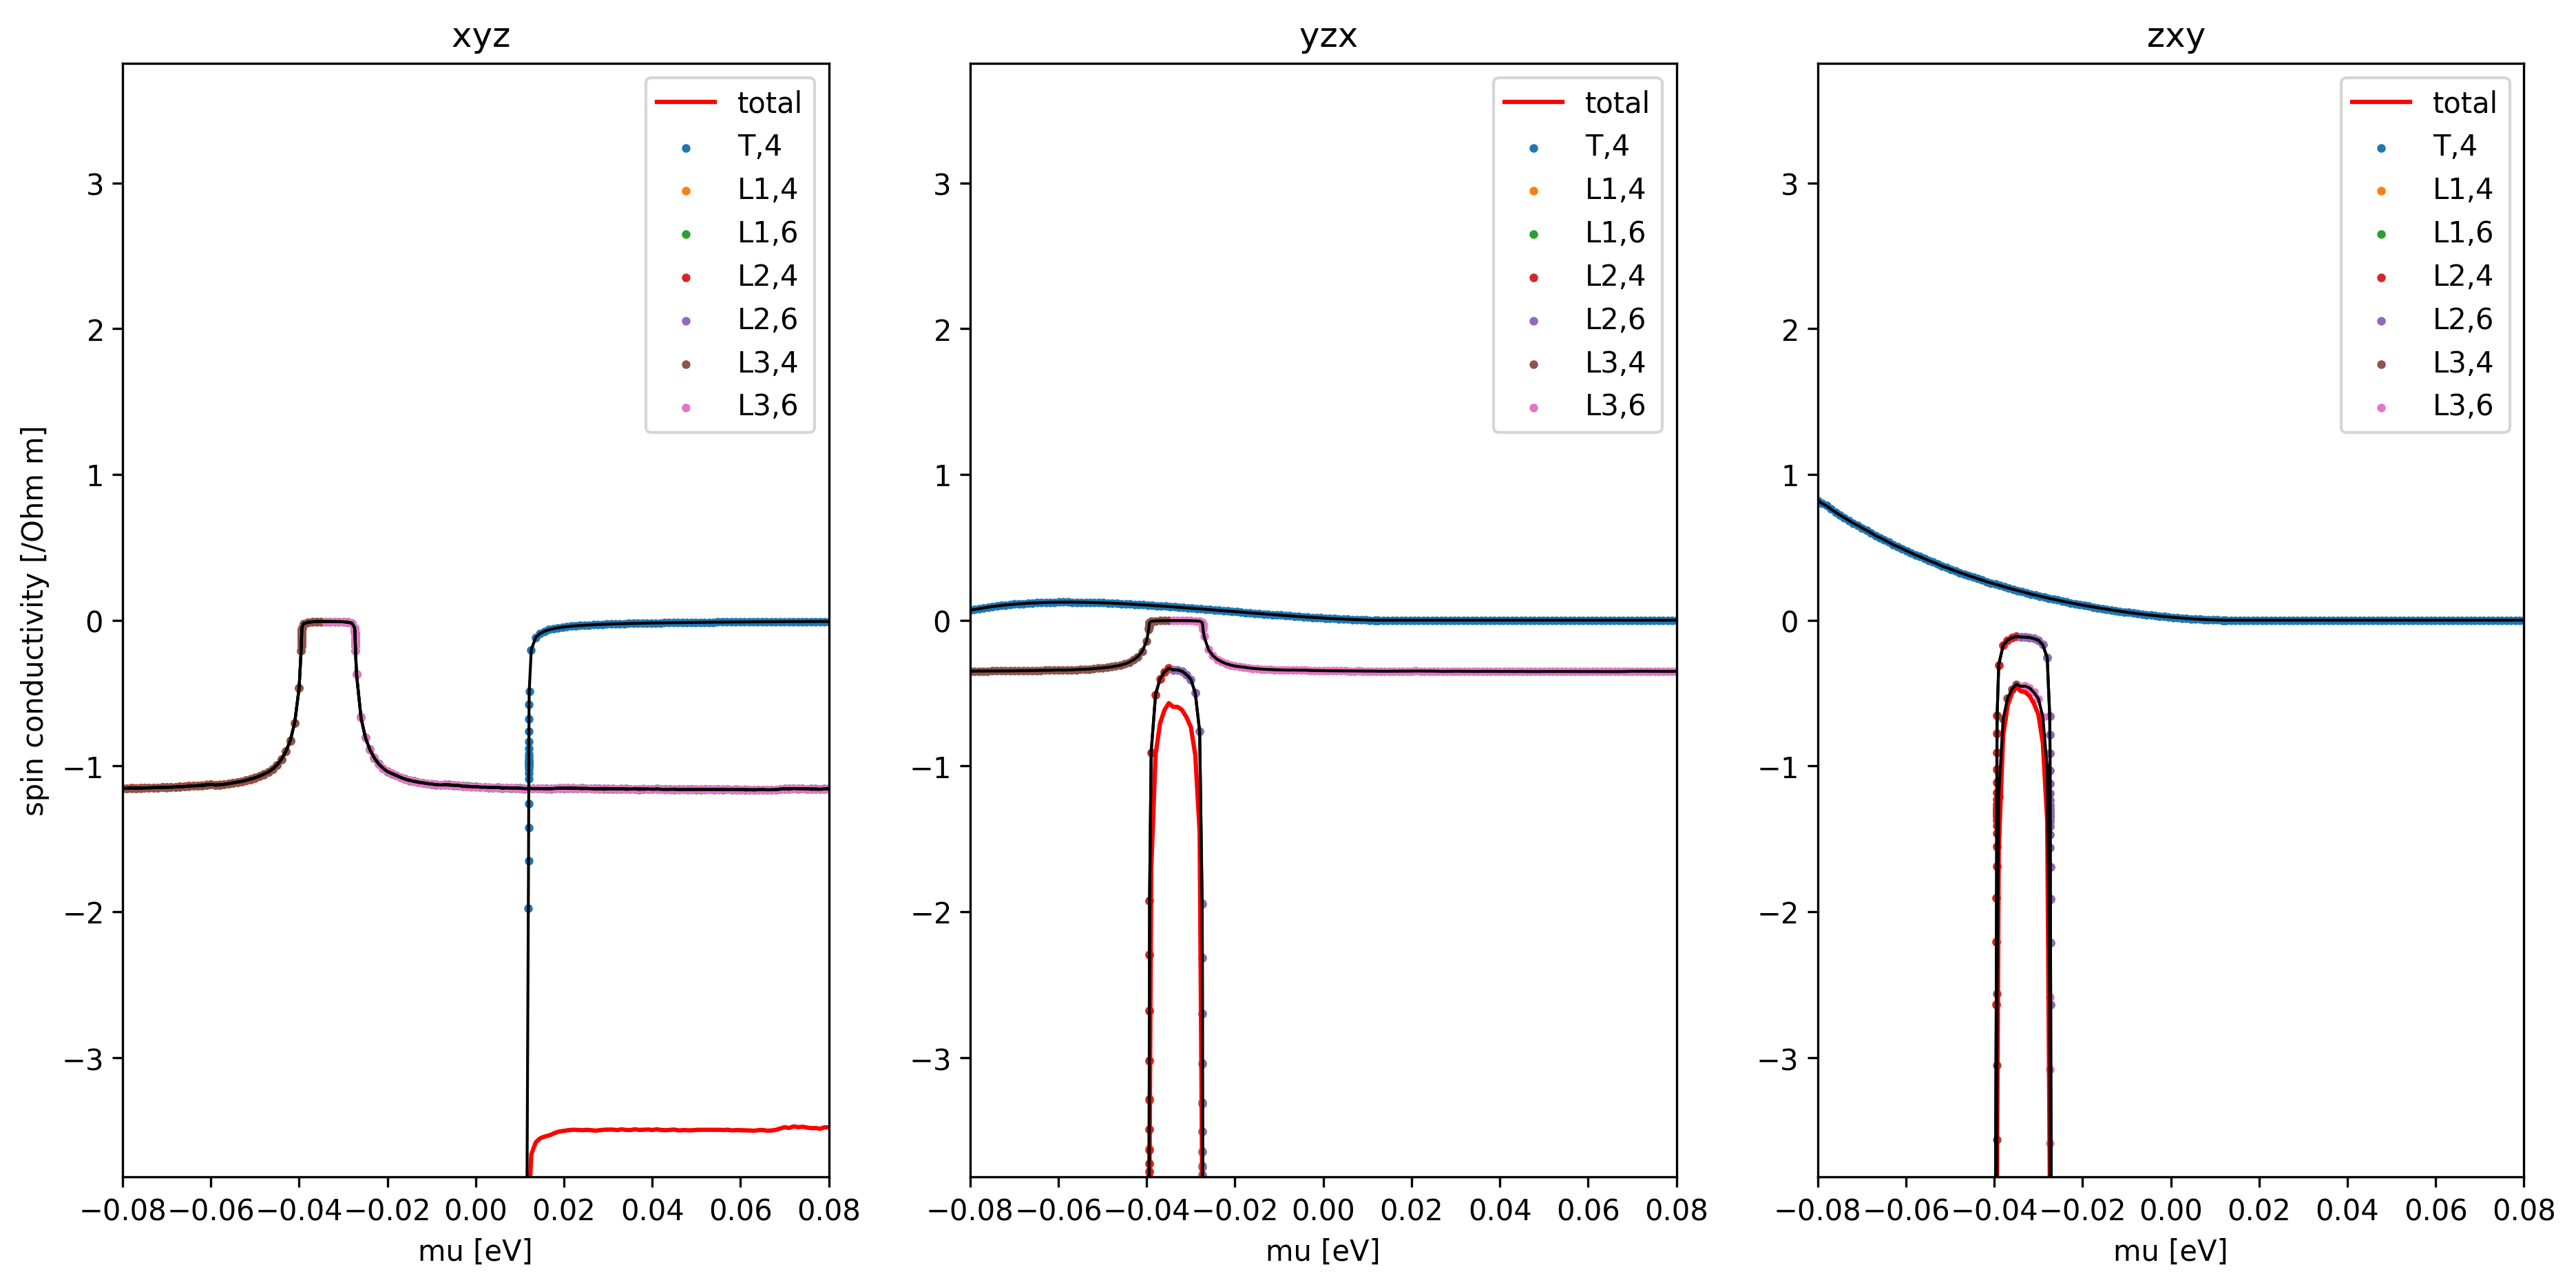 xyz
yzx
zxy
spin conductivity [/Ohm m]
3
2
1
0
−1
−2
−3
total
T,4
L1,4
L1,6
L2,4
L2,6
L3,4
L3,6
−0.08
−0.06
−0.04
−0.02
0.00
0.02
0.04
0.06
0.08
mu [eV]
3
2
1
0
−1
−2
−3
total
T,4
L1,4
L1,6
L2,4
L2,6
L3,4
L3,6
−0.08
−0.06
−0.04
−0.02
0.00
0.02
0.04
0.06
0.08
mu [eV]
3
2
1
0
−1
−2
−3
total
T,4
L1,4
L1,6
L2,4
L2,6
L3,4
L3,6
−0.08
−0.06
−0.04
−0.02
0.00
0.02
0.04
0.06
0.08
mu [eV]